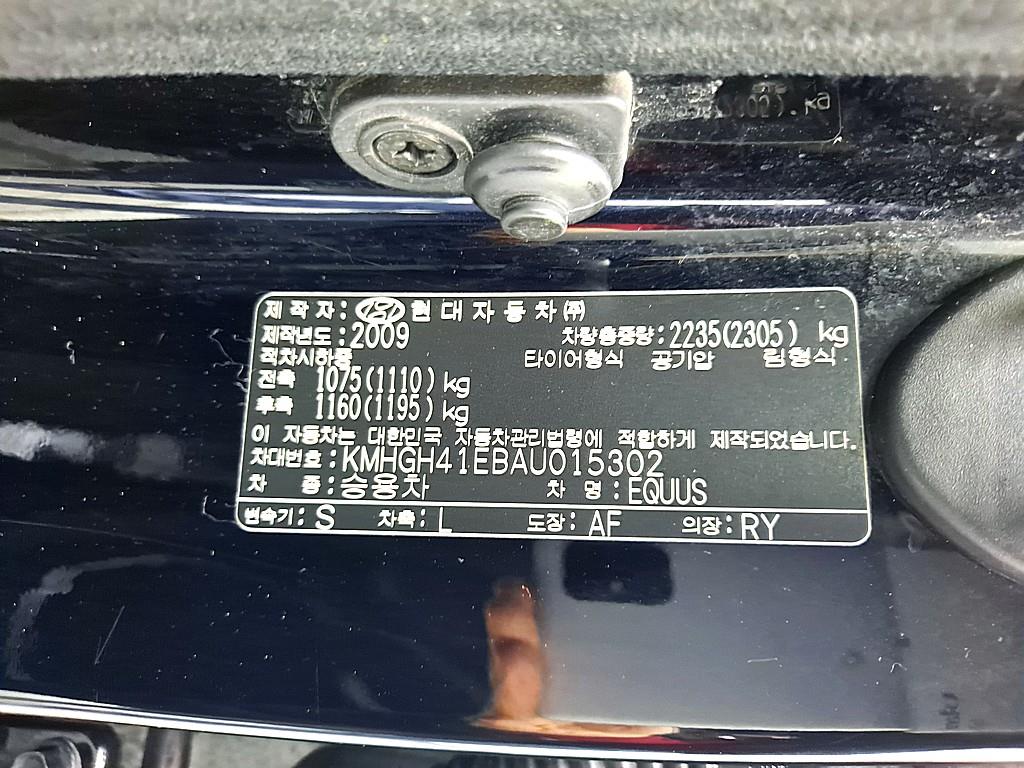 302).kg
제 작 자 : 현대자동차㈜
제작년도 : 2009 차량총중량 : 2235(2305) kg
적차시하중 타이어형식 공기압 림형식
전축 1075(1110) kg
후축 1160(1195) kg
이 자동차는 대한민국 자동차관리법령에 적합하게 제작되었습니다.
차대번호 : KMHGH41EBAU015302
차 종 : 승용차 차 명 : EQUUS
변속기 : S 차축 : L 도장 : AF 의장 : RY